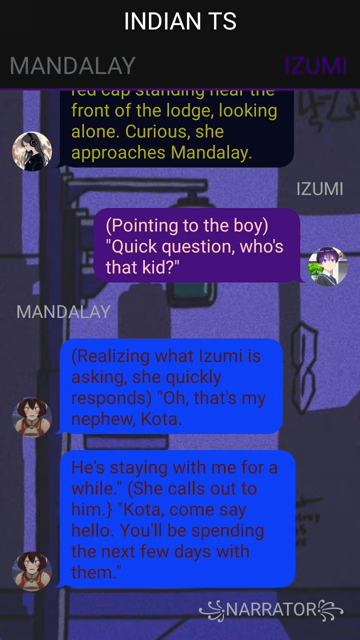 INDIAN TS
MANDALAY
IZUMI
red cap standing near the
front of the lodge, looking
alone. Curious, she
approaches Mandalay.
IZUMI
(Pointing to the boy)
"Quick question, who's
that kid?"
MANDALAY
(Realizing what Izumi is
asking, she quickly
responds) "Oh, that's my
nephew, Kota.
He's staying with me for a
while." (She calls out to
him.} "Kota, come say
hello. You'll be spending
the next few days with
them."
꧁NARRATOR꧂